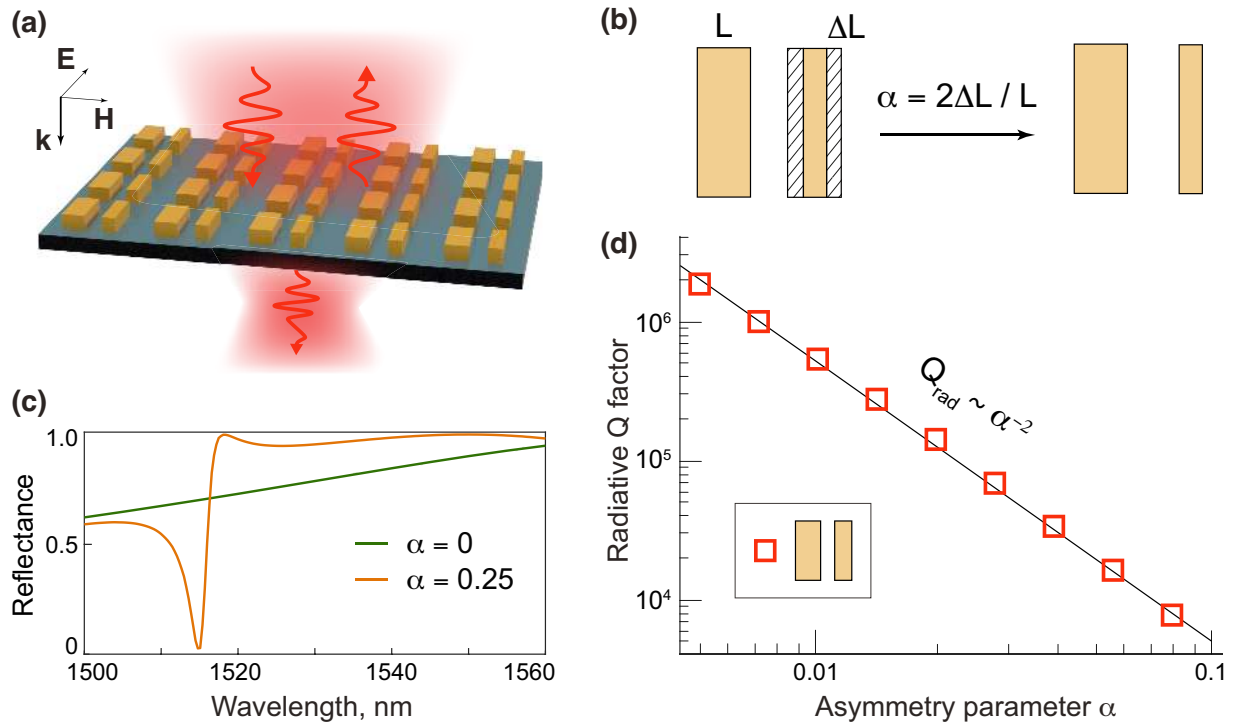 (a)
E
H
k
(b)
L
ΔL
α = 2ΔL / L
(c)
Reflectance
1.0
0.5
0
α = 0
α = 0.25
1500
1520
1540
1560
Wavelength, nm
(d)
Radiative Q factor
10⁶
10⁵
10⁴
Q_rad ~ α⁻²
0.01
0.1
Asymmetry parameter α